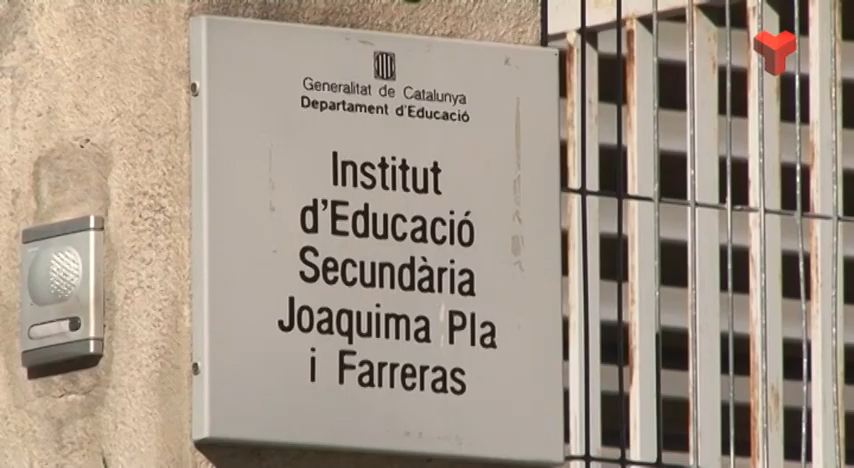 Generalitat de Catalunya
Departament d'Educació
Institut
d'Educació
Secundària
Joaquima Pla
i Farreras